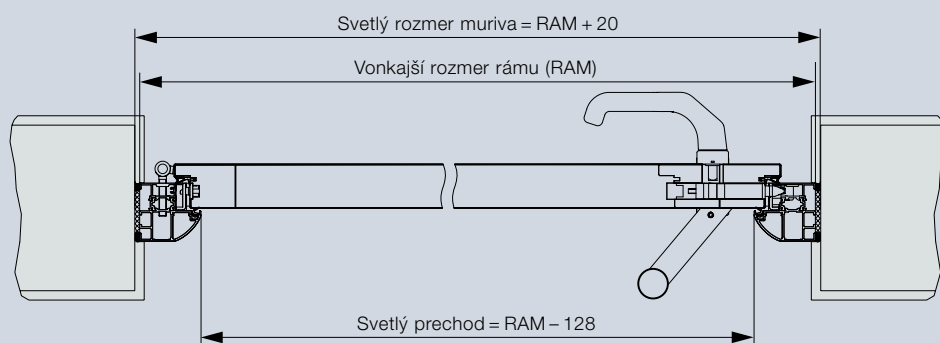 Svetlý rozmer muriva = RAM + 20
Vonkajší rozmer rámu (RAM)
Svetlý prechod = RAM – 128